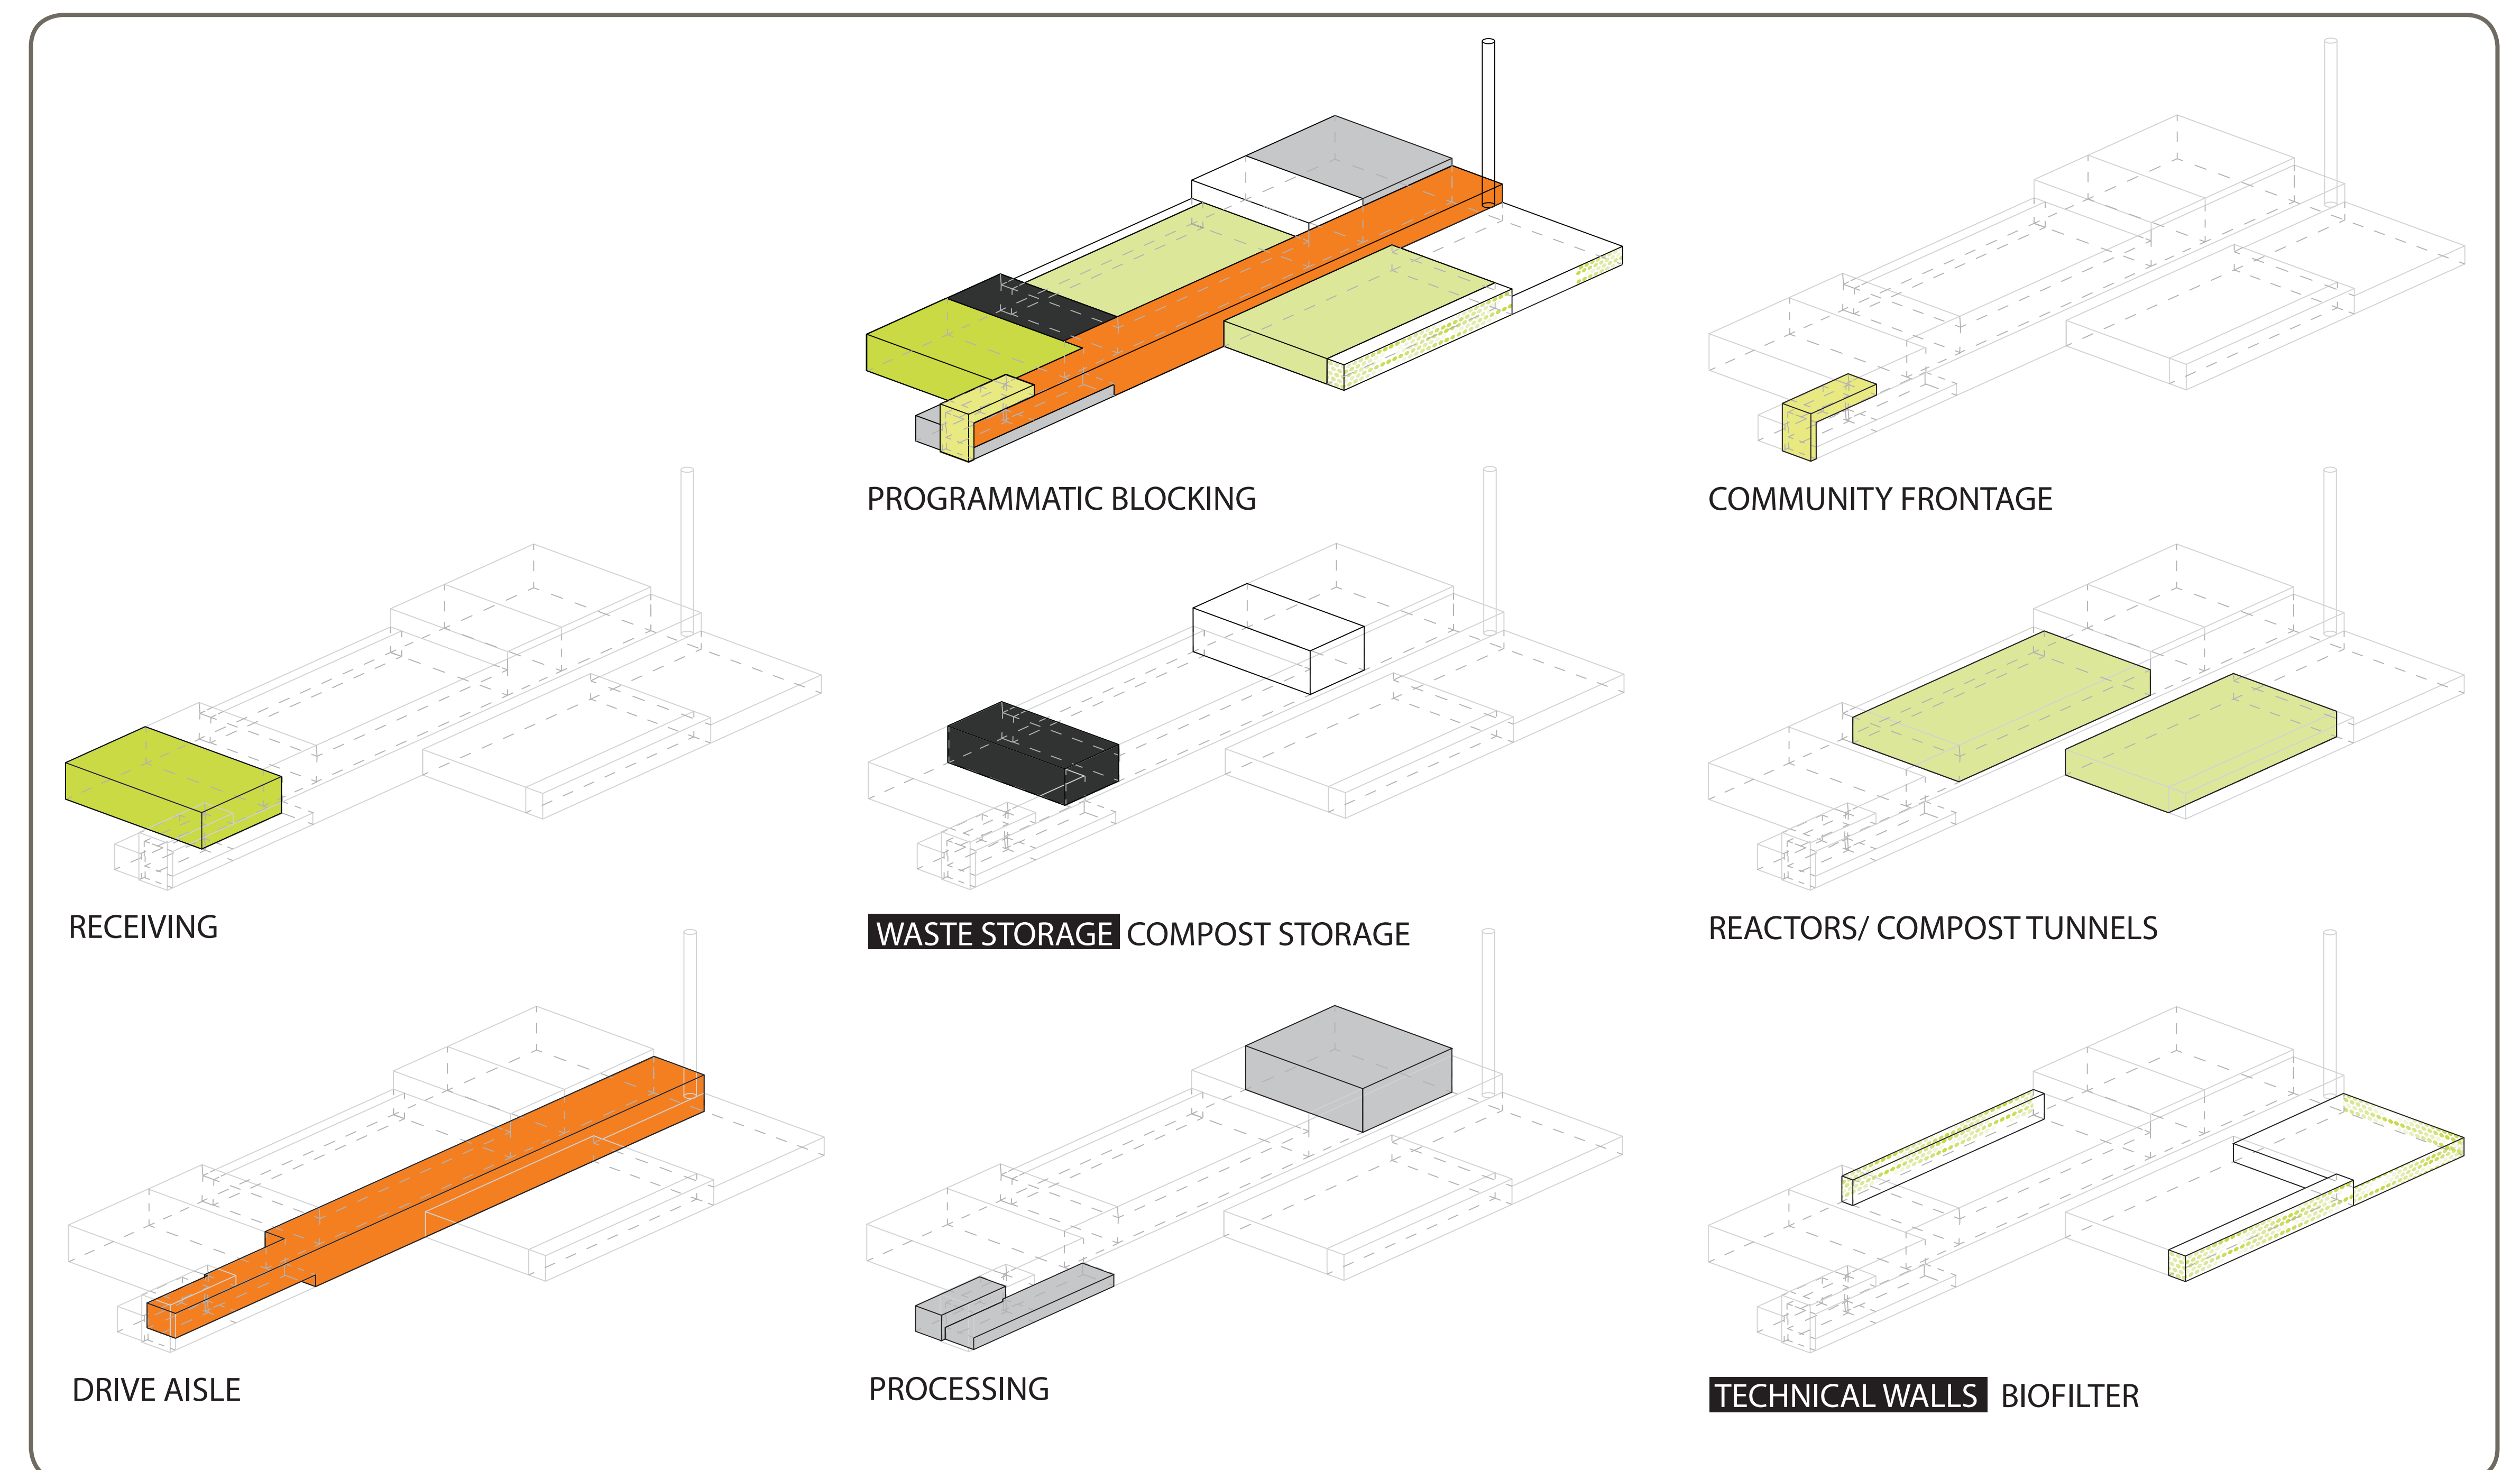 PROGRAMMATIC BLOCKING
COMMUNITY FRONTAGE
RECEIVING
WASTE STORAGE COMPOST STORAGE
REACTORS/ COMPOST TUNNELS
DRIVE AISLE
PROCESSING
TECHNICAL WALLS BIOFILTER